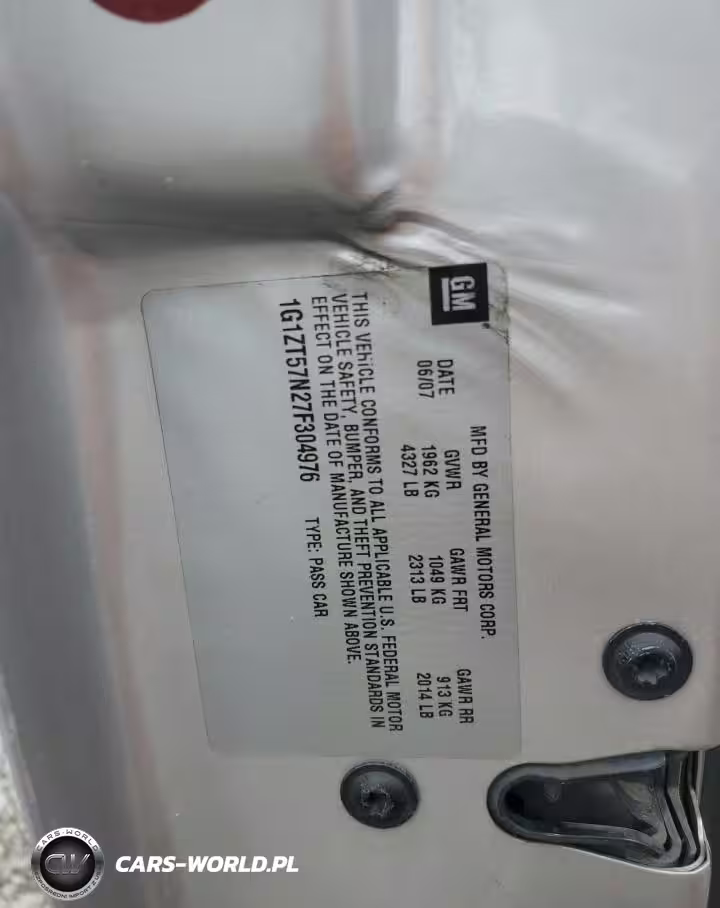 GM
MFD BY GENERAL MOTORS CORP.
DATE GVWR GAWR FRT GAWR RR
06/07 1962 KG 1049 KG 913 KG
4327 LB 2313 LB 2014 LB
THIS VEHICLE CONFORMS TO ALL APPLICABLE U.S. FEDERAL MOTOR
VEHICLE SAFETY, BUMPER, AND THEFT PREVENTION STANDARDS IN
EFFECT ON THE DATE OF MANUFACTURE SHOWN ABOVE.
1G1ZT57N27F304976 TYPE: PASS CAR
CARS-WORLD
CW
CARS-WORLD.PL